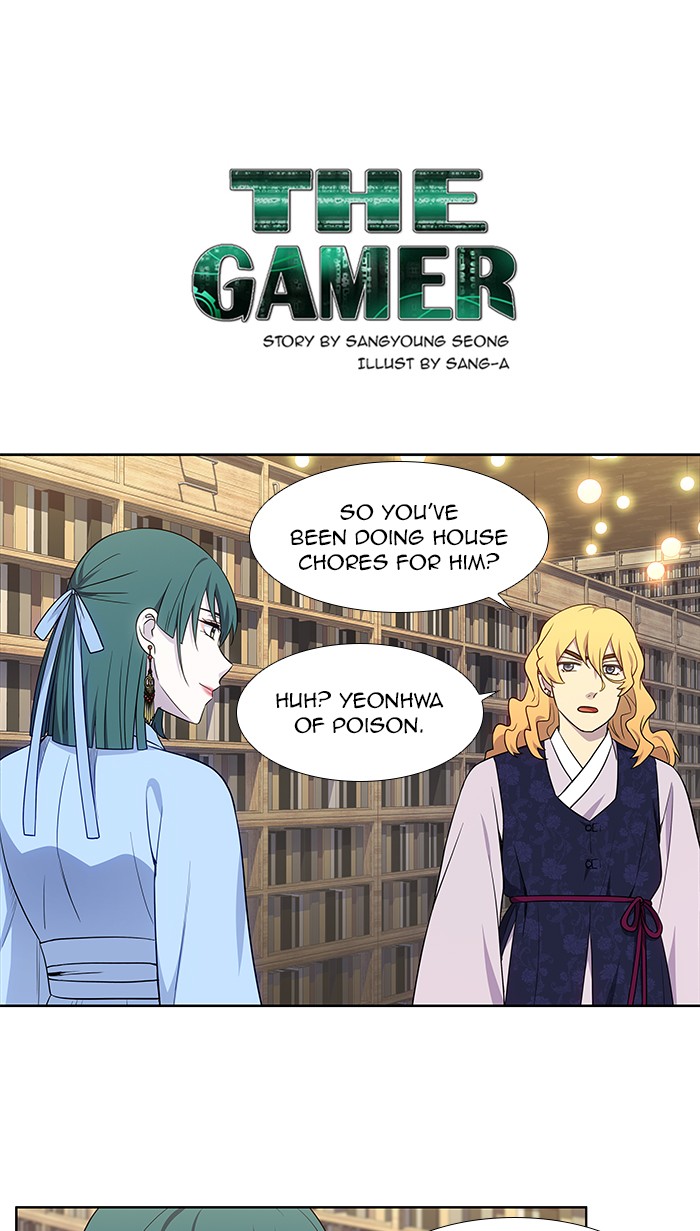 THE
GAMER
STORY BY SANGYOUNG SEONG
ILLUST BY SANG-A
SO YOU'VE
BEEN DOING HOUSE
CHORES FOR HIM?
HUH? YEONHWA
OF POISON.